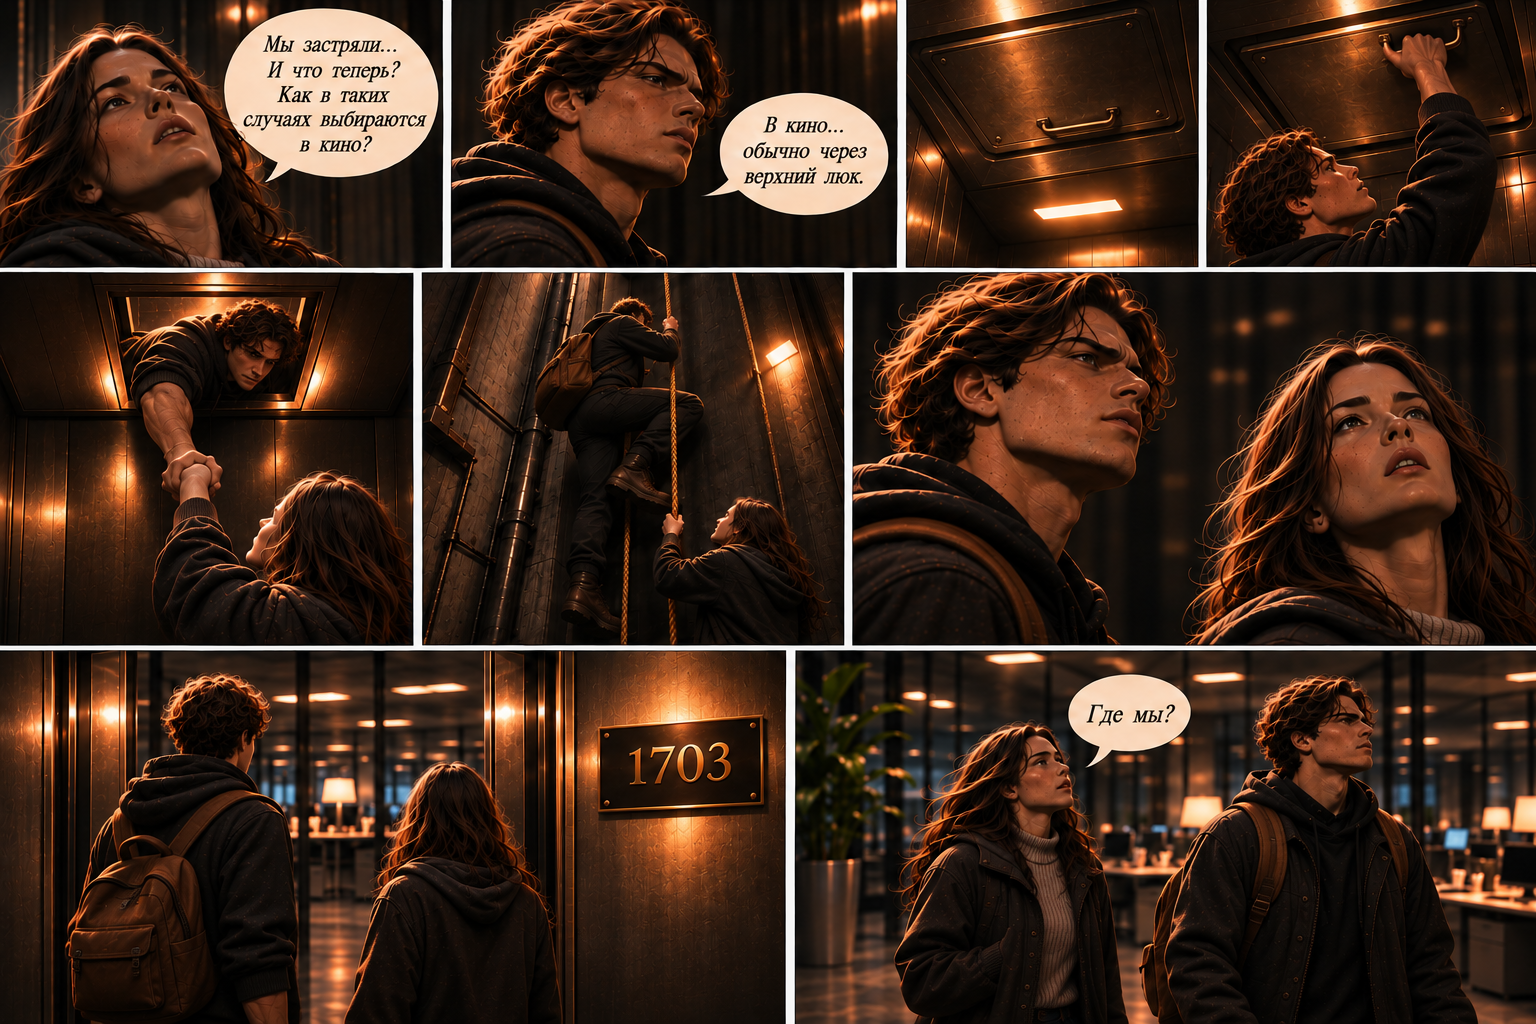 Мы застряли...
И что теперь?
Как в таких
случаях выбираются
в кино?
В кино...
обычно через
верхний люк.
1703
Где мы?